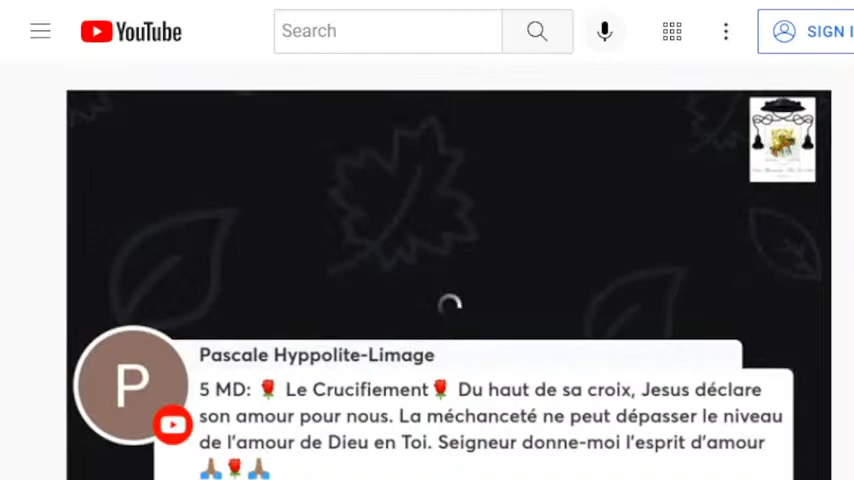 YouTube
Search
SIGN I
Pascale Hyppolite-Limage
P
5 MD: 🌹 Le Crucifiement🌹 Du haut de sa croix, Jesus déclare
son amour pour nous. La méchanceté ne peut dépasser le niveau
de l'amour de Dieu en Toi. Seigneur donne-moi l'esprit d'amour
🙏🏽🌹🙏🏽